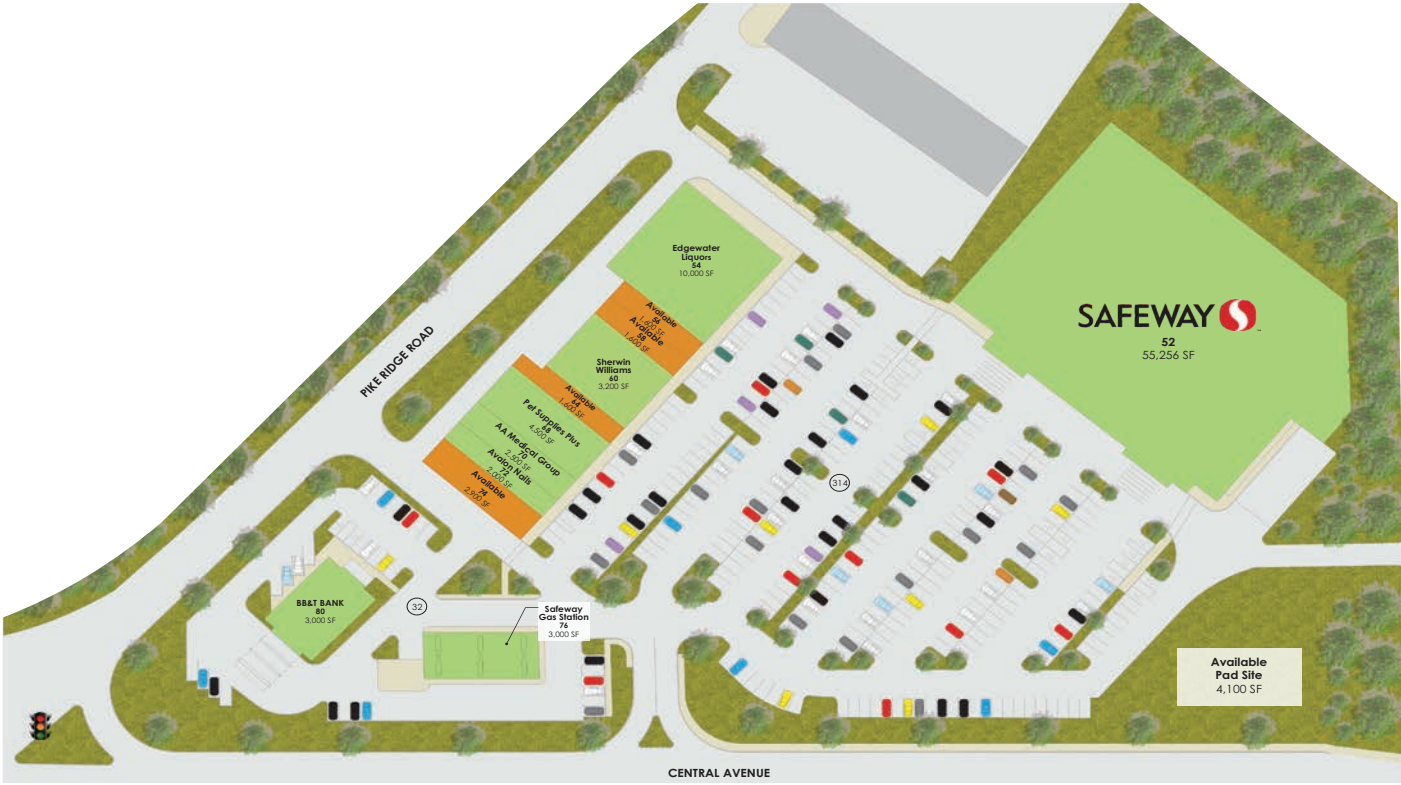 Edgewater
Liquors
54
10,000 SF
Available
56
1,600 SF
Available
58
1,600 SF
Sherwin
Williams
60
3,200 SF
Available
64
1,600 SF
Pet Supplies Plus
68
4,500 SF
AA Medical Group
70
2,500 SF
Avalon Nails
72
2,000 SF
Available
74
2,900 SF
SAFEWAY
52
55,256 SF
PIKE RIDGE ROAD
314
BB&T BANK
80
3,000 SF
32
Safeway
Gas Station
76
3,000 SF
Available
Pad Site
4,100 SF
CENTRAL AVENUE